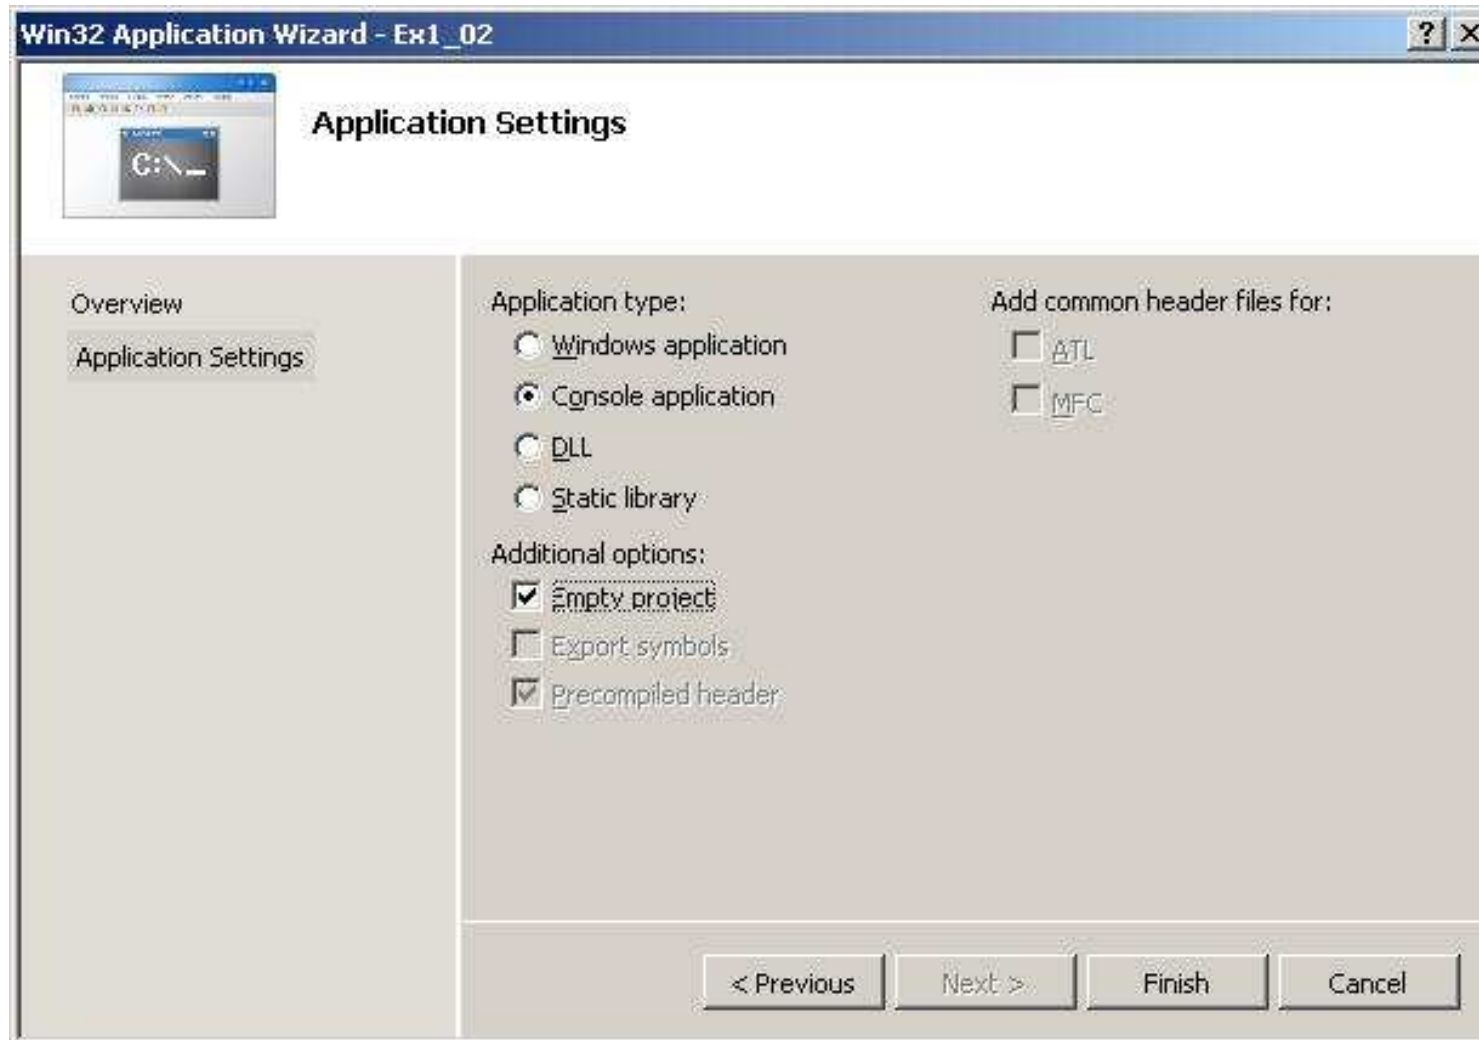 Win32 Application Wizard - Ex1_02
C:\_
Application Settings
Overview
Application Settings
Application type:
Windows application
Console application
DLL
Static library
Additional options:
Empty project
Export symbols
Precompiled header
Add common header files for:
ATL
MFC
< Previous
Next >
Finish
Cancel